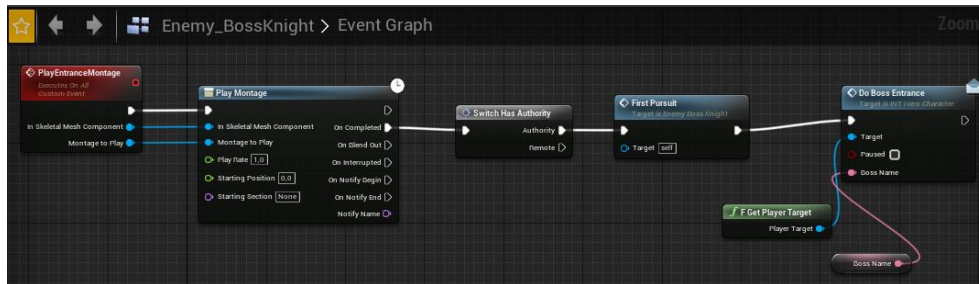 Enemy_BossKnight > Event Graph
Zoom
PlayEntranceMontage
Executes On All
Custom Event
In Skeletal Mesh Component
Montage to Play
Play Montage
In Skeletal Mesh Component
On Completed
Montage to Play
On Blend Out
Play Rate 1,0
On Interrupted
Starting Position 0,0
On Notify Begin
Starting Section None
On Notify End
Notify Name
Switch Has Authority
Authority
Remote
First Pursuit
Target is Enemy Boss Knight
Target self
F Get Player Target
Player Target
Do Boss Entrance
Target is INT Hero Character
Target
Paused
Boss Name
Boss Name